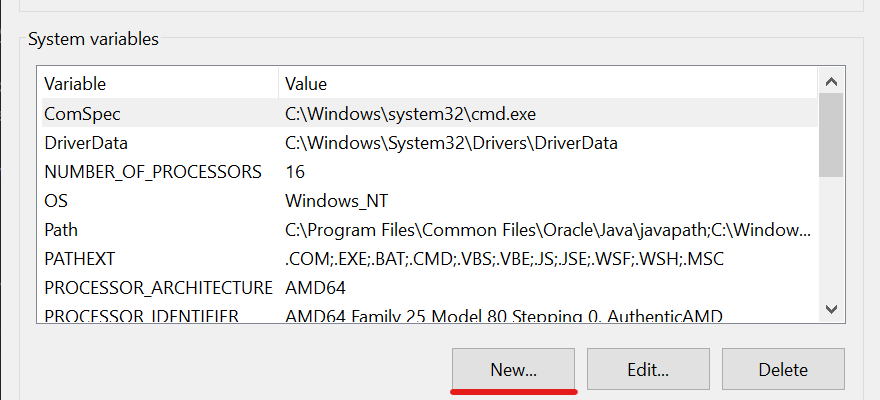 System variables
Variable Value
ComSpec C:\Windows\system32\cmd.exe
DriverData C:\Windows\System32\Drivers\DriverData
NUMBER_OF_PROCESSORS 16
OS Windows_NT
Path C:\Program Files\Common Files\Oracle\Java\javapath;C:\Window...
PATHEXT .COM;.EXE;.BAT;.CMD;.VBS;.VBE;.JS;.JSE;.WSF;.WSH;.MSC
PROCESSOR_ARCHITECTURE AMD64
PROCESSOR_IDENTIFIER AMD64 Family 25 Model 80 Stepping 0, AuthenticAMD
New... Edit... Delete